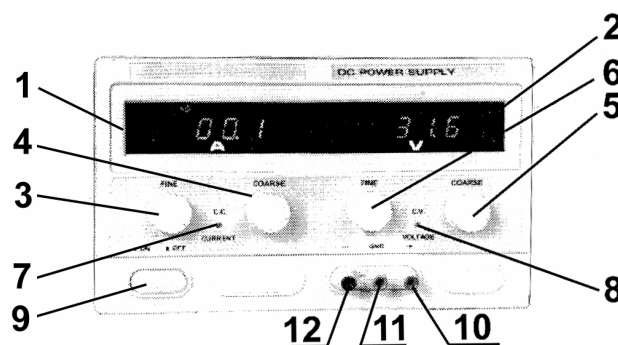 DC POWER SUPPLY
2
1
6
00.1
31.6
5
A
V
4
FINE
COARSE
FINE
COARSE
3
C.C.
C.V.
CURRENT
VOLTAGE
OFF
GND
+
7
8
9
12
11
10